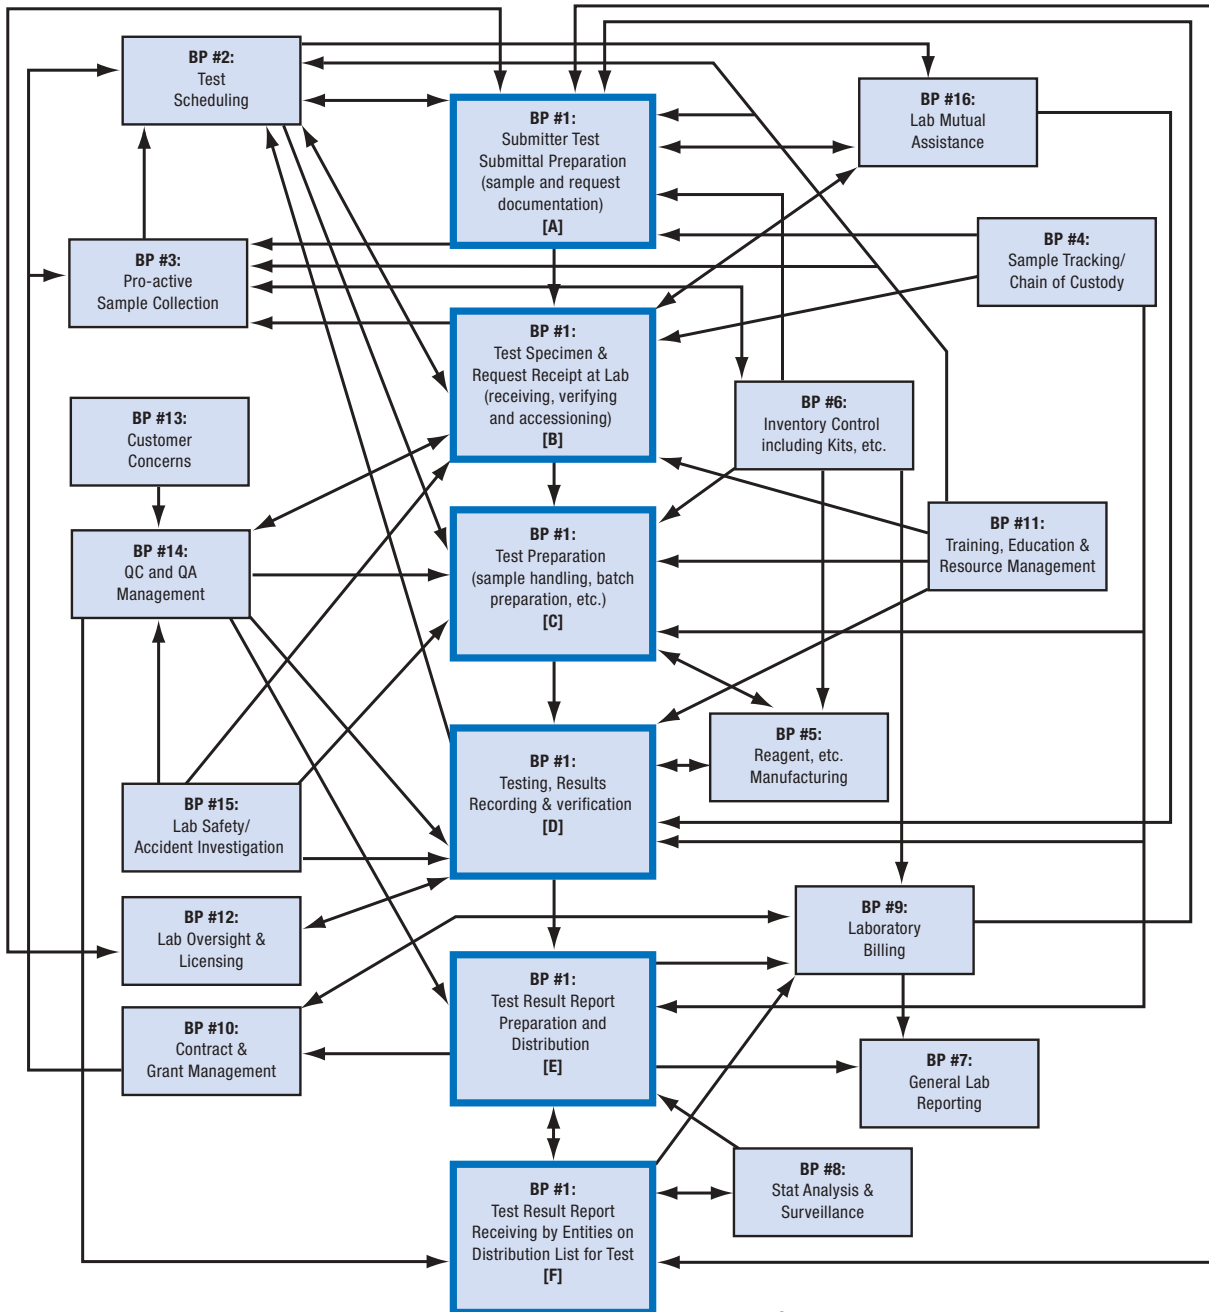 BP #2:
Test
Scheduling
BP #1:
Submitter Test
Submittal Preparation
(sample and request
documentation)
[A]
BP #16:
Lab Mutual
Assistance
BP #3:
Pro-active
Sample Collection
BP #4:
Sample Tracking/
Chain of Custody
BP #1:
Test Specimen &
Request Receipt at Lab
(receiving, verifying
and accessioning)
[B]
BP #6:
Inventory Control
including Kits, etc.
BP #13:
Customer
Concerns
BP #14:
QC and QA
Management
BP #1:
Test Preparation
(sample handling, batch
preparation, etc.)
[C]
BP #11:
Training, Education &
Resource Management
BP #5:
Reagent, etc.
Manufacturing
BP #1:
Testing, Results
Recording & verification
[D]
BP #15:
Lab Safety/
Accident Investigation
BP #12:
Lab Oversight &
Licensing
BP #9:
Laboratory
Billing
BP #1:
Test Result Report
Preparation and
Distribution
[E]
BP #10:
Contract &
Grant Management
BP #7:
General Lab
Reporting
BP #8:
Stat Analysis &
Surveillance
BP #1:
Test Result Report
Receiving by Entities on
Distribution List for Test
[F]